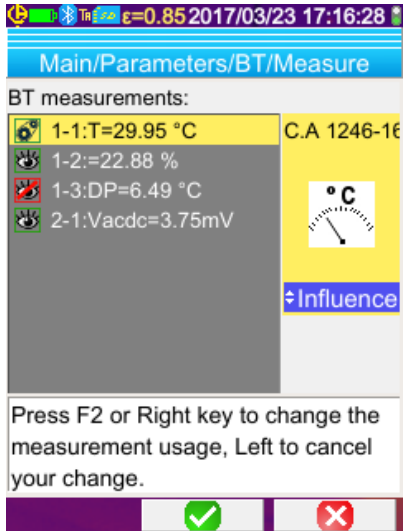 ε=0.85 2017/03/23 17:16:28
Main/Parameters/BT/Measure
BT measurements:
1-1:T=29.95 °C
C.A 1246-16
1-2:=22.88 %
1-3:DP=6.49 °C
°C
2-1:Vacdc=3.75mV
Influence
Press F2 or Right key to change the
measurement usage, Left to cancel
your change.